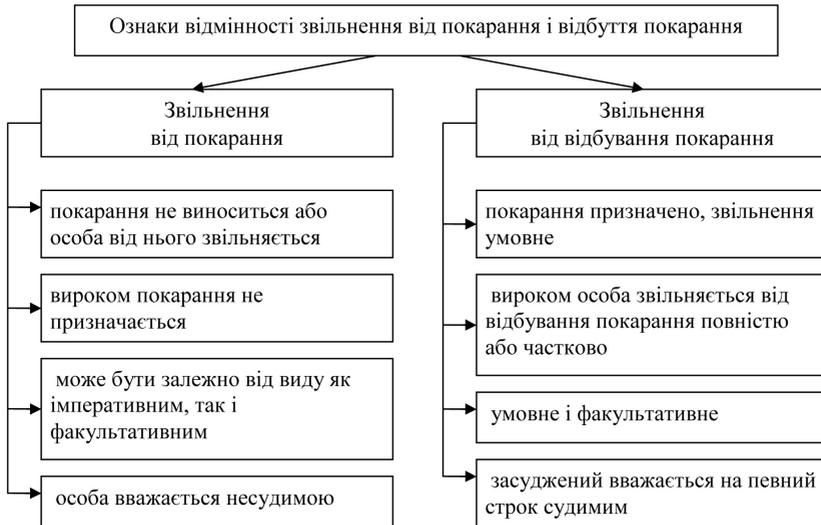 Ознаки відмінності звільнення від покарання і відбуття покарання
Звільнення
від покарання
покарання не виноситься або
особа від нього звільняється
вироком покарання не
призначається
може бути залежно від виду як
імперативним, так і
факультативним
особа вважається несудимою
Звільнення
від відбування покарання
покарання призначено, звільнення
умовне
вироком особа звільняється від
відбування покарання повністю
або частково
умовне і факультативне
засуджений вважається на певний
строк судимим